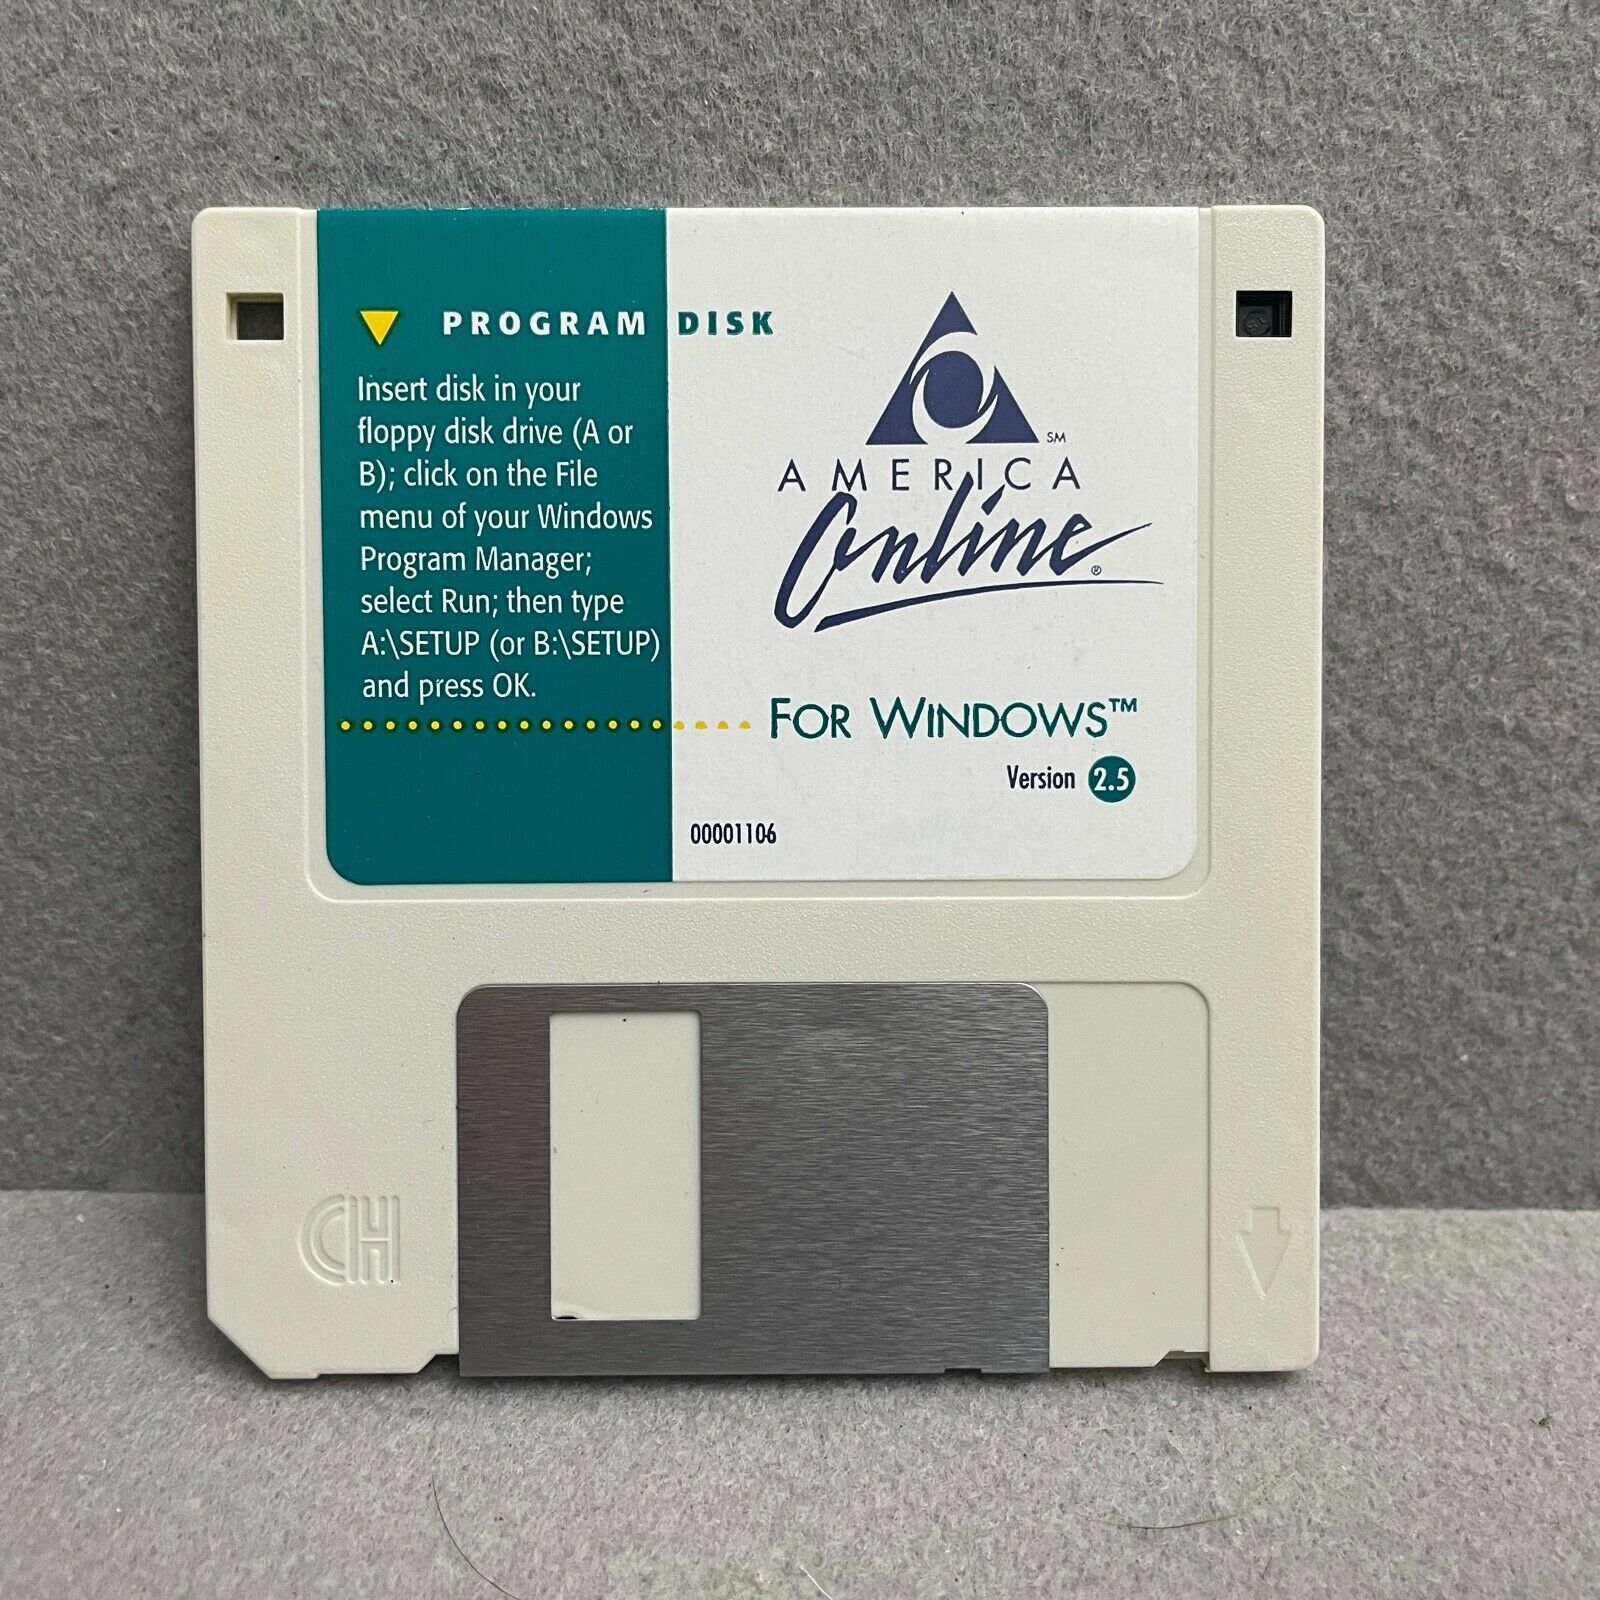 PROGRAM DISK
Insert disk in your
floppy disk drive (A or
B); click on the File
menu of your Windows
Program Manager;
select Run; then type
A:\SETUP (or B:\SETUP)
and press OK.
SM
AMERICA
Online®
FOR WINDOWS™
Version 2.5
00001106
CH